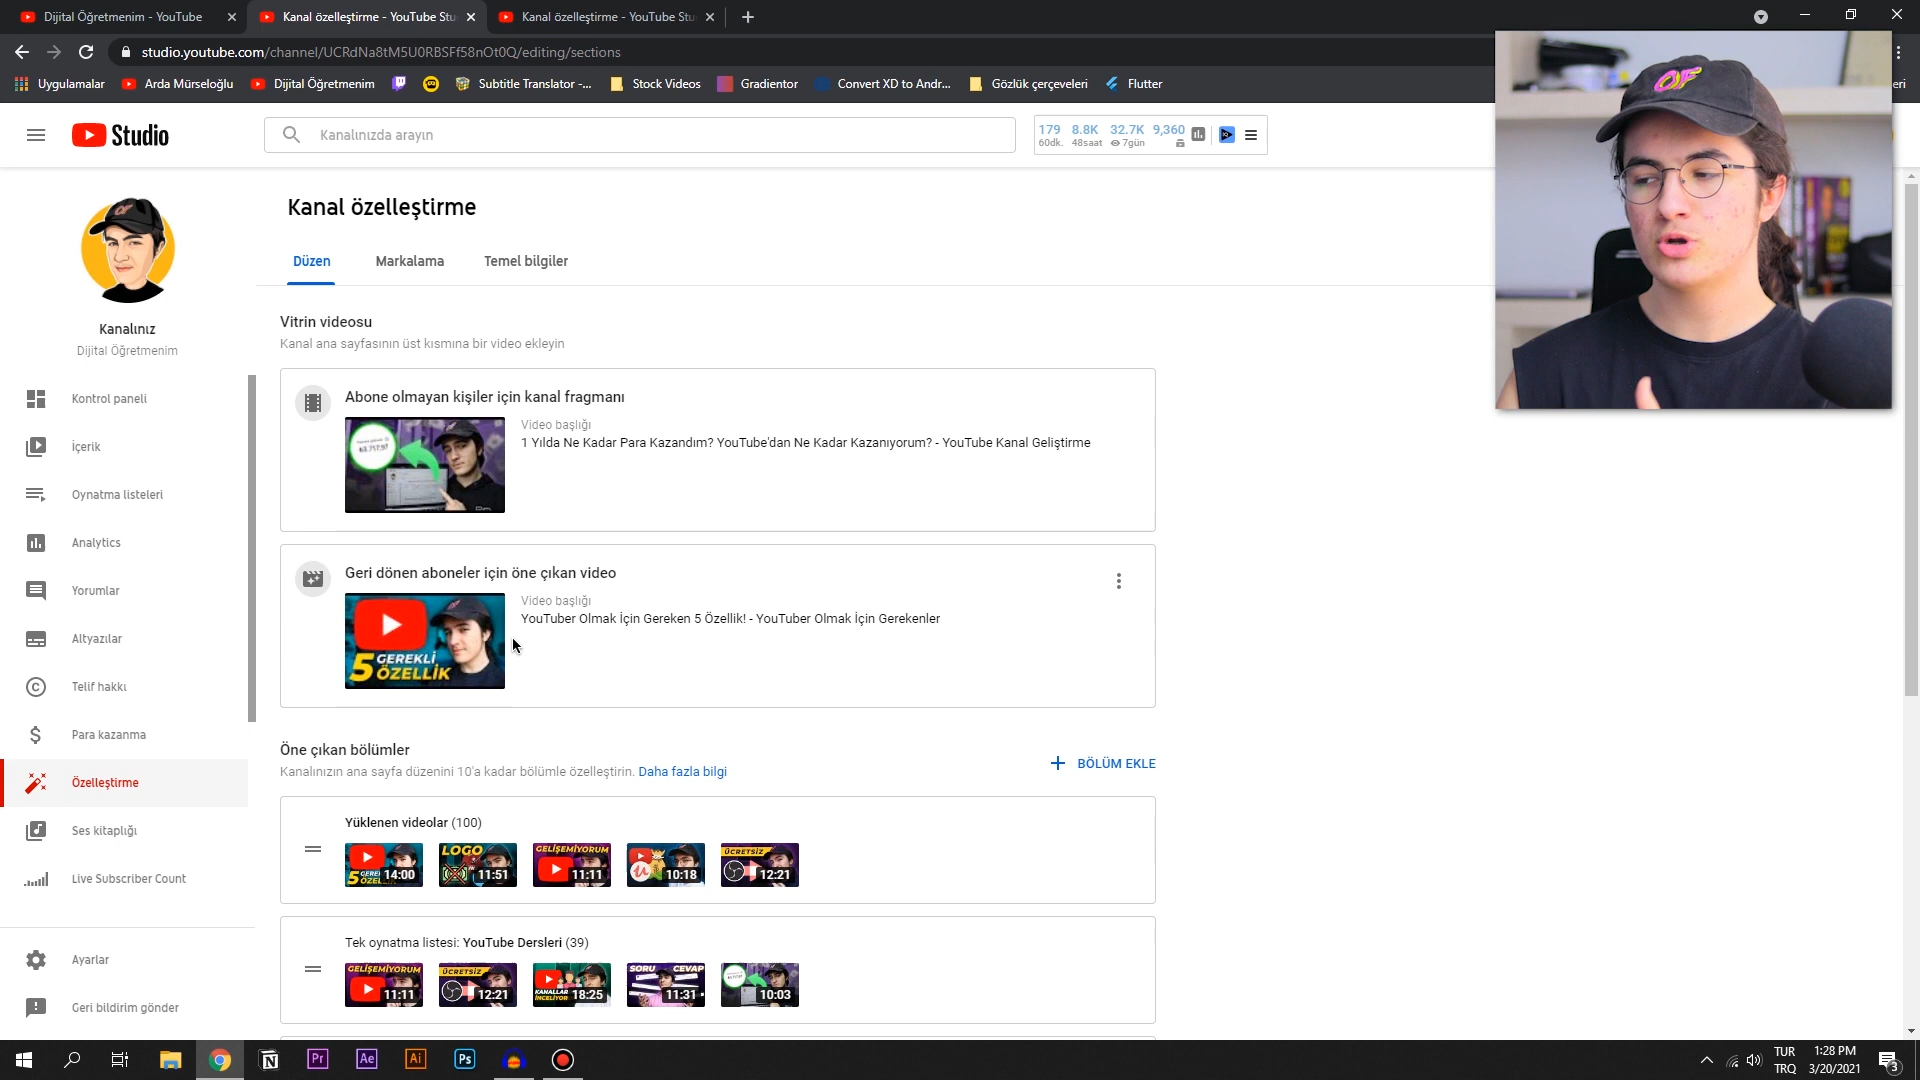 Dijital Öğretmenim - YouTube
Kanal özelleştirme - YouTube Stu
Kanal özelleştirme - YouTube Stu
studio.youtube.com/channel/UCRdNa8tM5U0RBSFf58nOt0Q/editing/sections
Uygulamalar
Arda Mürseloğlu
Dijital Öğretmenim
Subtitle Translator -...
Stock Videos
Gradientor
Convert XD to Andr...
Gözlük çerçeveleri
Flutter
eri
Studio
Kanalınızda arayın
179 8.8K 32.7K 9,360
60dk. 48saat 7gün
OF
Kanal özelleştirme
Düzen
Markalama
Temel bilgiler
Kanalınız
Dijital Öğretmenim
Kontrol paneli
İçerik
Oynatma listeleri
Analytics
Yorumlar
Altyazılar
Telif hakkı
Para kazanma
Özelleştirme
Ses kitaplığı
Live Subscriber Count
Ayarlar
Geri bildirim gönder
Vitrin videosu
Kanal ana sayfasının üst kısmına bir video ekleyin
Abone olmayan kişiler için kanal fragmanı
Video başlığı
1 Yılda Ne Kadar Para Kazandım? YouTube'dan Ne Kadar Kazanıyorum? - YouTube Kanal Geliştirme
Geri dönen aboneler için öne çıkan video
Video başlığı
YouTuber Olmak İçin Gereken 5 Özellik! - YouTuber Olmak İçin Gerekenler
5 GEREKLİ
ÖZELLİK
Öne çıkan bölümler
Kanalınızın ana sayfa düzenini 10'a kadar bölümle özelleştirin. Daha fazla bilgi
BÖLÜM EKLE
Yüklenen videolar (100)
14:00
LOGO
11:51
GELİŞEMİYORUM
11:11
10:18
ÜCRETSİZ
12:21
Tek oynatma listesi: YouTube Dersleri (39)
GELİŞEMİYORUM
11:11
ÜCRETSİZ
12:21
KANALLAR
İNCELİYOR
18:25
SORU CEVAP
11:31
10:03
Pr
Ae
Ai
Ps
TUR
TRQ
1:28 PM
3/20/2021
3